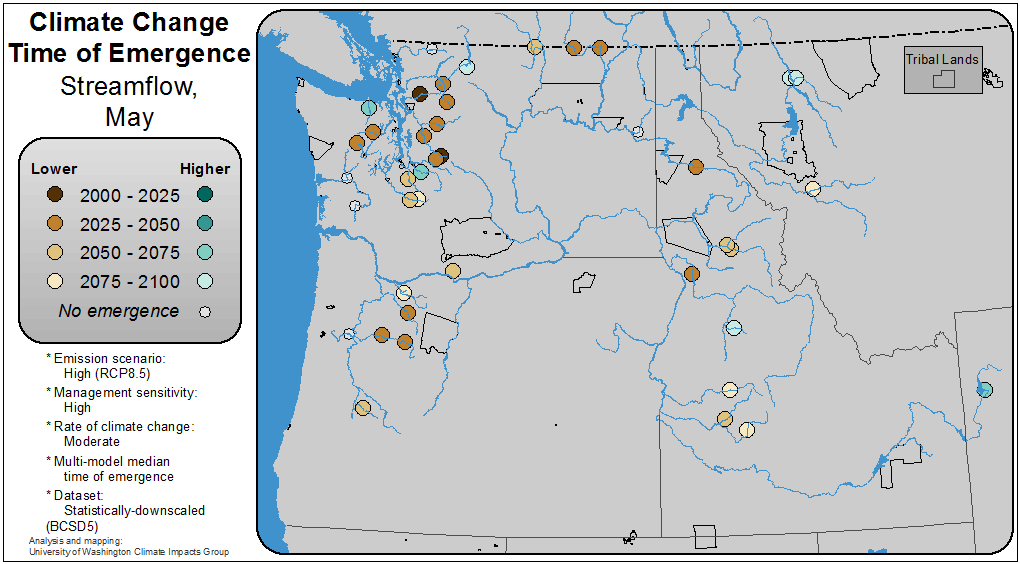 Climate Change
Time of Emergence
Streamflow,
May
Lower Higher
2000 - 2025
2025 - 2050
2050 - 2075
2075 - 2100
No emergence
* Emission scenario:
High (RCP8.5)
* Management sensitivity:
High
* Rate of climate change:
Moderate
* Multi-model median
time of emergence
* Dataset:
Statistically-downscaled
(BCSD5)
Analysis and mapping:
University of Washington Climate Impacts Group
Tribal Lands